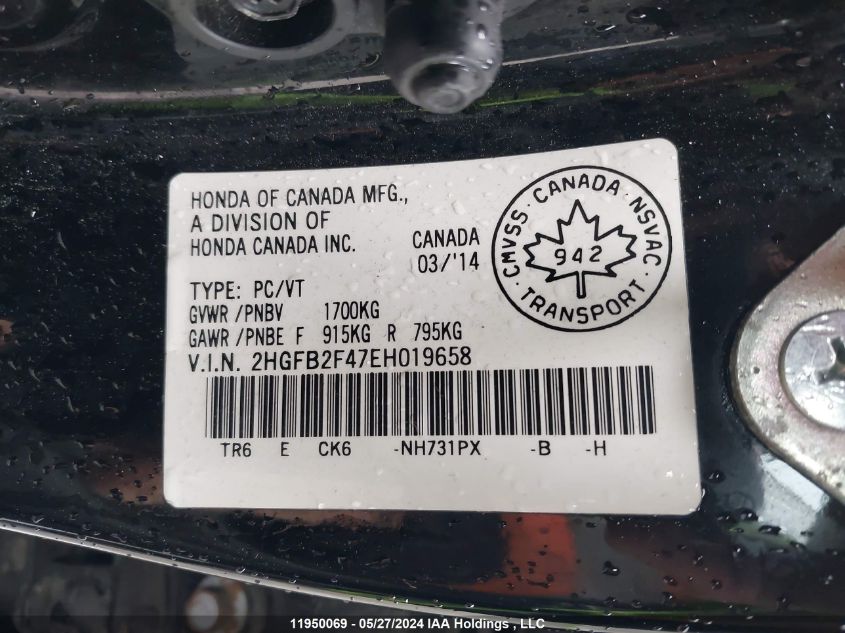 HONDA OF CANADA MFG.,
A DIVISION OF
HONDA CANADA INC.
CANADA
03/'14
CMVSS · CANADA · NSVAC
942
· TRANSPORT ·
TYPE: PC/VT
GVWR /PNBV 1700KG
GAWR /PNBE F 915KG R 795KG
V.I.N. 2HGFB2F47EH019658
TR6 E CK6 -NH731PX -B -H
11950069 - 05/27/2024 IAA Holdings , LLC